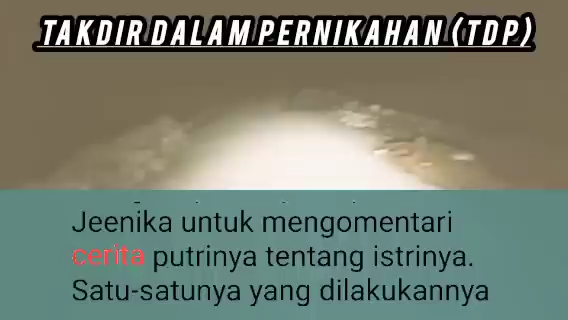 TAKDIR DALAM PERNIKAHAN (TDP)
Jeenika untuk mengomentari
cerita putrinya tentang istrinya.
Satu-satunya yang dilakukannya